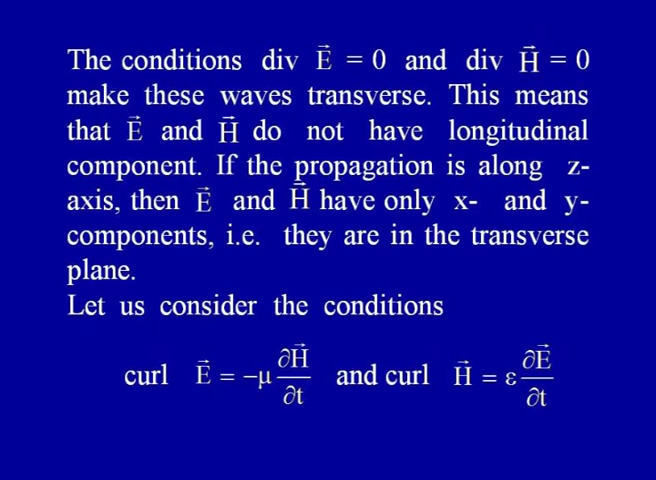 The conditions div E⃗ = 0 and div H⃗ = 0
make these waves transverse. This means
that E⃗ and H⃗ do not have longitudinal
component. If the propagation is along z-
axis, then E⃗ and H⃗ have only x- and y-
components, i.e. they are in the transverse
plane.
Let us consider the conditions
curl E⃗ = −μ ∂H⃗/∂t and curl H⃗ = ε ∂E⃗/∂t